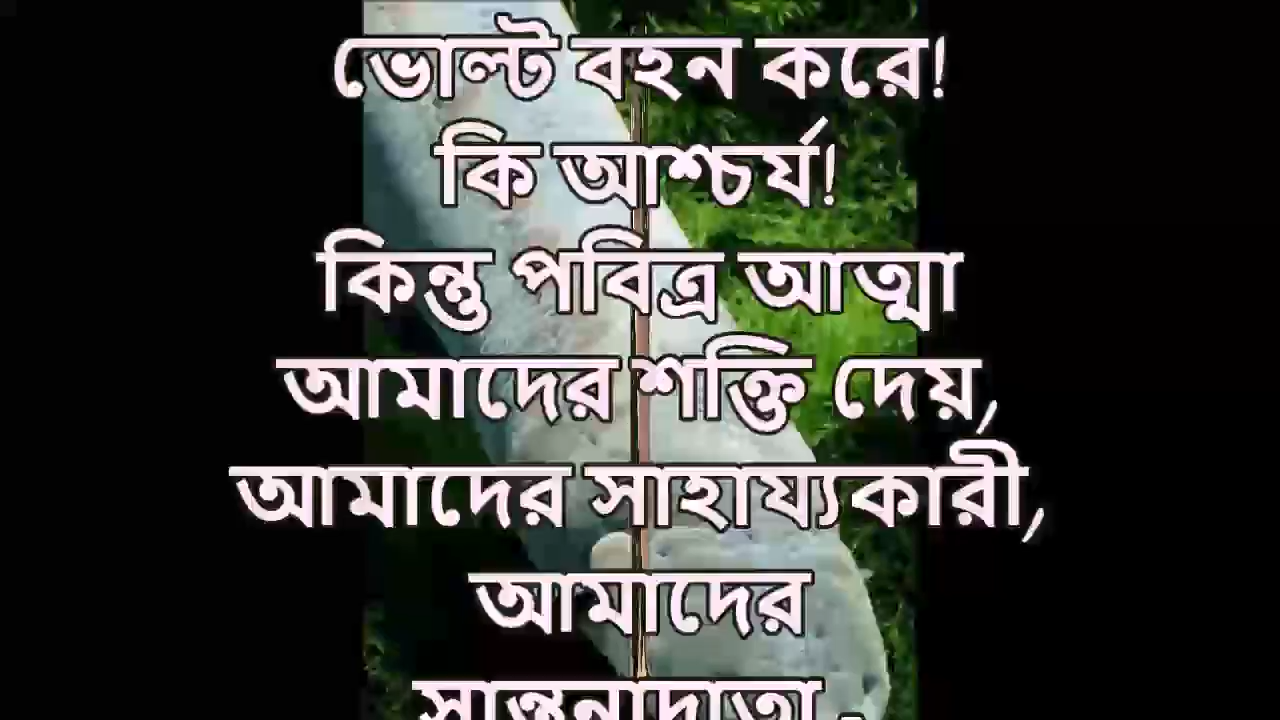 ভোল্ট বহন করে!
কি আশ্চর্য!
কিন্তু পবিত্র আত্মা
আমাদের শক্তি দেয়,
আমাদের সাহায্যকারী,
আমাদের